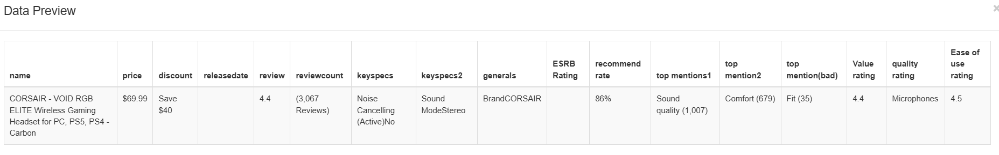 Data Preview
×
name price discount releasedate review reviewcount keyspecs keyspecs2 generals ESRB Rating recommend rate top mentions1 top mention2 top mention(bad) Value rating quality rating Ease of use rating
CORSAIR - VOID RGB ELITE Wireless Gaming Headset for PC, PS5, PS4 - Carbon $69.99 Save $40 4.4 (3,067 Reviews) Noise Cancelling (Active)No Sound ModeStereo BrandCORSAIR 86% Sound quality (1,007) Comfort (679) Fit (35) 4.4 Microphones 4.5